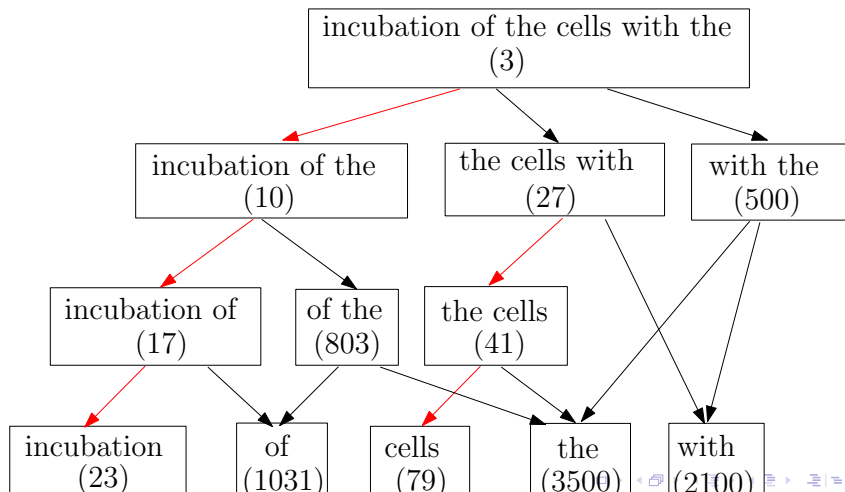 incubation of the cells with the
(3)
incubation of the
(10)
the cells with
(27)
with the
(500)
incubation of
(17)
of the
(803)
the cells
(41)
incubation
(23)
of
(1031)
cells
(79)
the
(3500)
with
(2100)